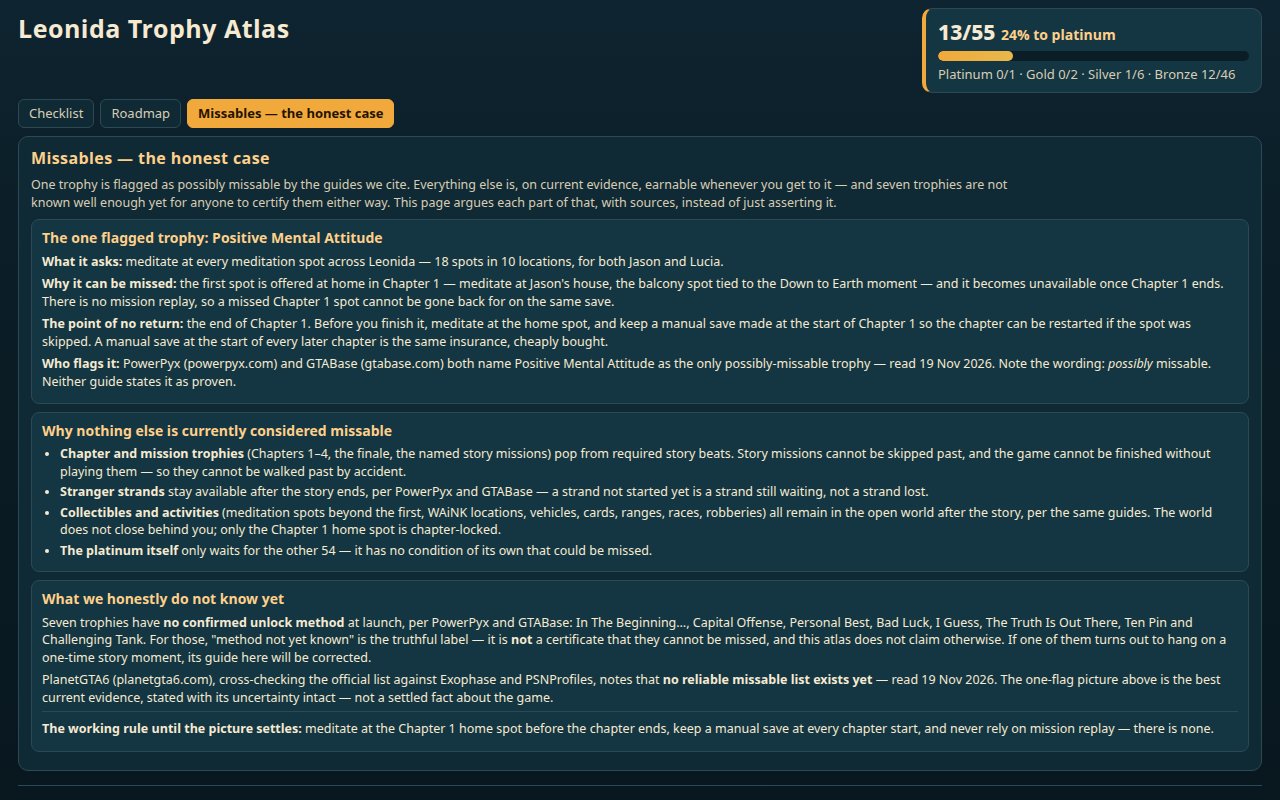 Leonida Trophy Atlas
13/55 24% to platinum
Platinum 0/1 · Gold 0/2 · Silver 1/6 · Bronze 12/46
Checklist
Roadmap
Missables — the honest case
Missables — the honest case
One trophy is flagged as possibly missable by the guides we cite. Everything else is, on current evidence, earnable whenever you get to it — and seven trophies are not
known well enough yet for anyone to certify them either way. This page argues each part of that, with sources, instead of just asserting it.
The one flagged trophy: Positive Mental Attitude
What it asks: meditate at every meditation spot across Leonida — 18 spots in 10 locations, for both Jason and Lucia.
Why it can be missed: the first spot is offered at home in Chapter 1 — meditate at Jason's house, the balcony spot tied to the Down to Earth moment — and it becomes unavailable once Chapter 1 ends.
There is no mission replay, so a missed Chapter 1 spot cannot be gone back for on the same save.
The point of no return: the end of Chapter 1. Before you finish it, meditate at the home spot, and keep a manual save made at the start of Chapter 1 so the chapter can be restarted if the spot was
skipped. A manual save at the start of every later chapter is the same insurance, cheaply bought.
Who flags it: PowerPyx (powerpyx.com) and GTABase (gtabase.com) both name Positive Mental Attitude as the only possibly-missable trophy — read 19 Nov 2026. Note the wording: possibly missable.
Neither guide states it as proven.
Why nothing else is currently considered missable
• Chapter and mission trophies (Chapters 1–4, the finale, the named story missions) pop from required story beats. Story missions cannot be skipped past, and the game cannot be finished without
playing them — so they cannot be walked past by accident.
• Stranger strands stay available after the story ends, per PowerPyx and GTABase — a strand not started yet is a strand still waiting, not a strand lost.
• Collectibles and activities (meditation spots beyond the first, WAiNK locations, vehicles, cards, ranges, races, robberies) all remain in the open world after the story, per the same guides. The world
does not close behind you; only the Chapter 1 home spot is chapter-locked.
• The platinum itself only waits for the other 54 — it has no condition of its own that could be missed.
What we honestly do not know yet
Seven trophies have no confirmed unlock method at launch, per PowerPyx and GTABase: In The Beginning..., Capital Offense, Personal Best, Bad Luck, I Guess, The Truth Is Out There, Ten Pin and
Challenging Tank. For those, "method not yet known" is the truthful label — it is not a certificate that they cannot be missed, and this atlas does not claim otherwise. If one of them turns out to hang on a
one-time story moment, its guide here will be corrected.
PlanetGTA6 (planetgta6.com), cross-checking the official list against Exophase and PSNProfiles, notes that no reliable missable list exists yet — read 19 Nov 2026. The one-flag picture above is the best
current evidence, stated with its uncertainty intact — not a settled fact about the game.
The working rule until the picture settles: meditate at the Chapter 1 home spot before the chapter ends, keep a manual save at every chapter start, and never rely on mission replay — there is none.